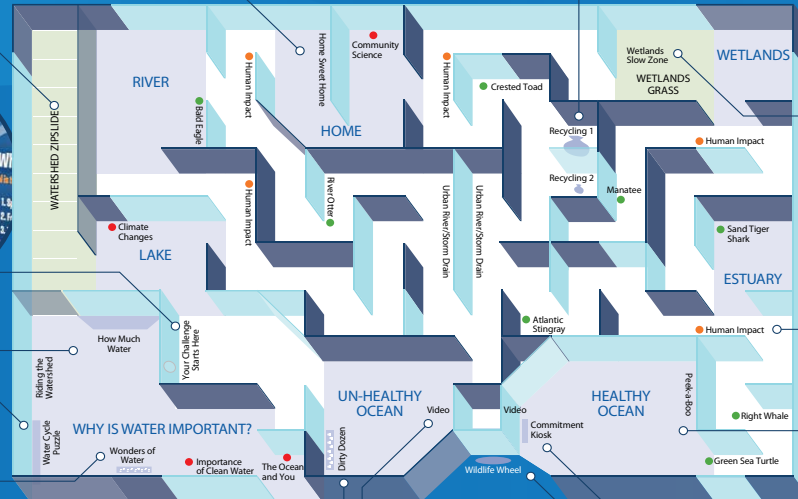 Wetlands
Slow Zone
WETLANDS
GRASS
WETLANDS
RIVER
Human Impact
Home Sweet Home
Community
Science
Human Impact
Crested Toad
Bald Eagle
HOME
Recycling 1
Human Impact
WATERSHED ZIPSLIDE
Recycling 2
Manatee
Human Impact
River Otter
Urban River/Storm Drain
Urban River/Storm Drain
Climate
Changes
LAKE
Sand Tiger
Shark
ESTUARY
Atlantic
Stingray
Human Impact
How Much
Water
Your Challenge
Starts Here
Riding the
Watershed
UN-HEALTHY
OCEAN
HEALTHY
OCEAN
Peek-a-Boo
Video
Video
Right Whale
WHY IS WATER IMPORTANT?
Commitment
Kiosk
Water Cycle
Puzzle
Wonders of
Water
Importance
of Clean Water
The Ocean
and You
Dirty Dozen
Wildlife Wheel
Green Sea Turtle